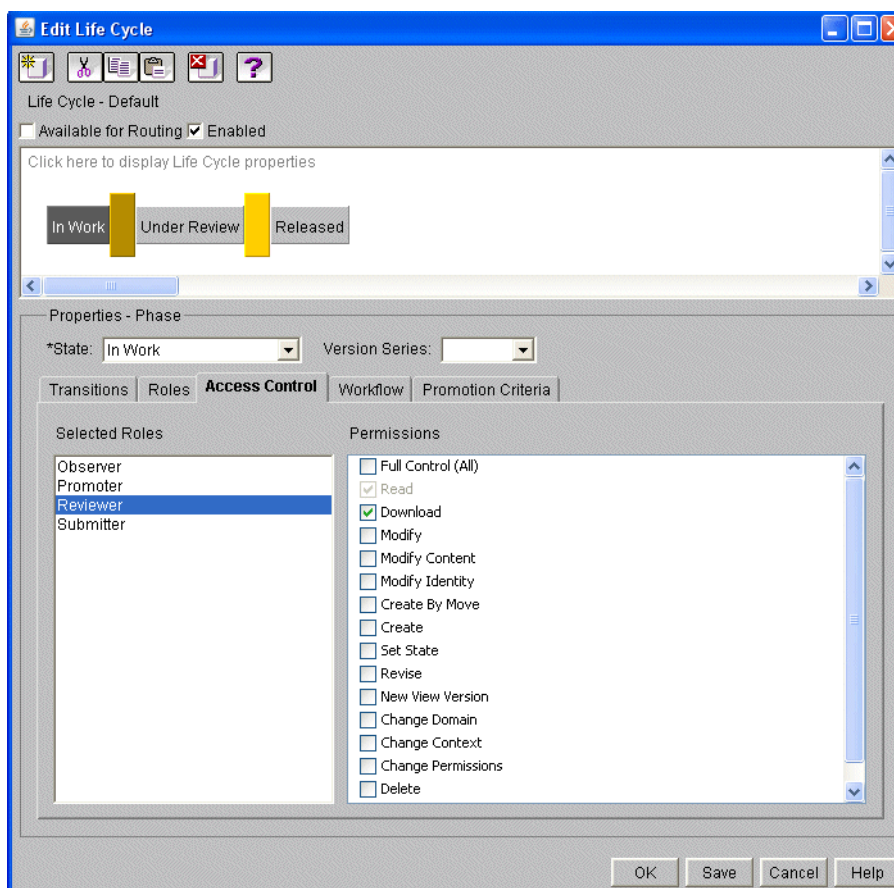 Edit Life Cycle
Life Cycle - Default
Available for Routing Enabled
Click here to display Life Cycle properties
In Work Under Review Released
Properties - Phase
*State: In Work Version Series:
Transitions Roles Access Control Workflow Promotion Criteria
Selected Roles Permissions
Observer
Promoter
Reviewer
Submitter
Full Control (All)
Read
Download
Modify
Modify Content
Modify Identity
Create By Move
Create
Set State
Revise
New View Version
Change Domain
Change Context
Change Permissions
Delete
OK Save Cancel Help